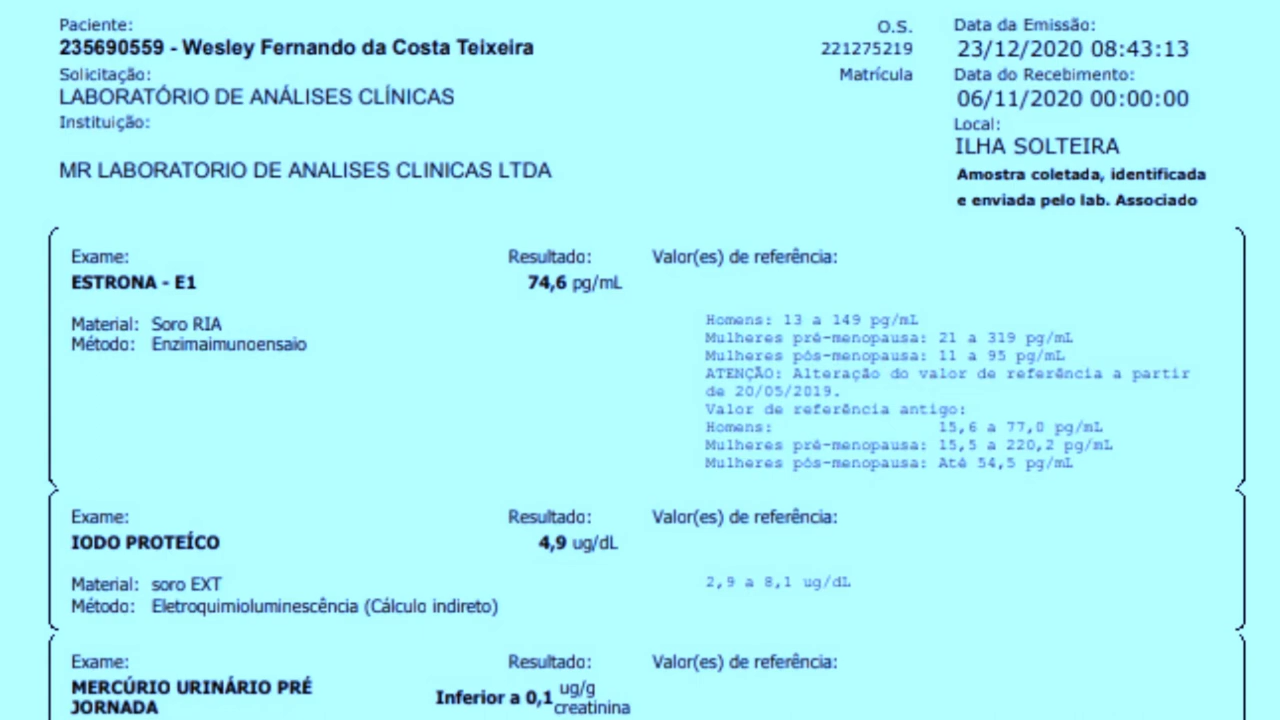 Paciente:
235690559 - Wesley Fernando da Costa Teixeira
Solicitação:
LABORATÓRIO DE ANÁLISES CLÍNICAS
Instituição:
MR LABORATORIO DE ANALISES CLINICAS LTDA
O.S.
221275219
Matrícula
Data da Emissão:
23/12/2020 08:43:13
Data do Recebimento:
06/11/2020 00:00:00
Local:
ILHA SOLTEIRA
Amostra coletada, identificada
e enviada pelo lab. Associado
Exame: Resultado: Valor(es) de referência:
ESTRONA - E1 74,6 pg/mL
Material: Soro RIA
Método: Enzimaimunoensaio
Homens: 13 a 149 pg/mL
Mulheres pré-menopausa: 21 a 319 pg/mL
Mulheres pós-menopausa: 11 a 95 pg/mL
ATENÇÃO: Alteração do valor de referência a partir
de 20/05/2019.
Valor de referência antigo:
Homens: 15,6 a 77,0 pg/mL
Mulheres pré-menopausa: 15,5 a 220,2 pg/mL
Mulheres pós-menopausa: Até 54,5 pg/mL
Exame: Resultado: Valor(es) de referência:
IODO PROTEÍCO 4,9 ug/dL
Material: soro EXT
Método: Eletroquimioluminescência (Cálculo indireto)
2,9 a 8,1 ug/dL
Exame: Resultado: Valor(es) de referência:
MERCÚRIO URINÁRIO PRÉ
JORNADA
Inferior a 0,1 ug/g
creatinina